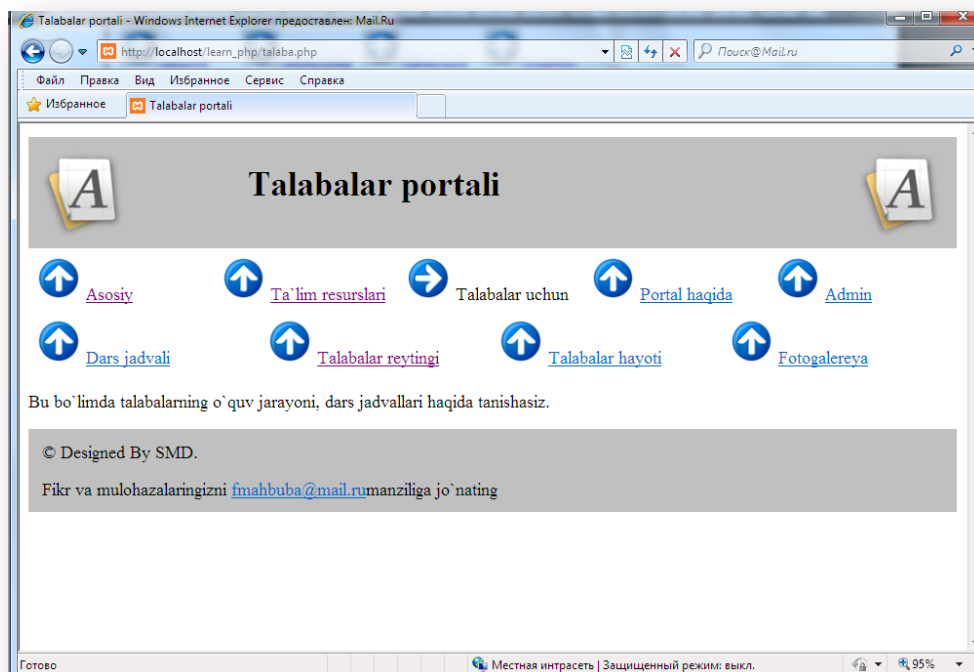 Talabalar portali - Windows Internet Explorer предоставлен: Mail.Ru
http://localhost/learn_php/talaba.php
Поиск@Mail.ru
Файл Правка Вид Избранное Сервис Справка
Избранное Talabalar portali
A Talabalar portali A
Asosiy Ta`lim resurslari Talabalar uchun Portal haqida Admin
Dars jadvali Talabalar reytingi Talabalar hayoti Fotogalereya
Bu bo`limda talabalarning o`quv jarayoni, dars jadvallari haqida tanishasiz.
© Designed By SMD.
Fikr va mulohazalaringizni fmahbuba@mail.rumanziliga jo`nating
Готово Местная интрасеть | Защищенный режим: выкл. 95%